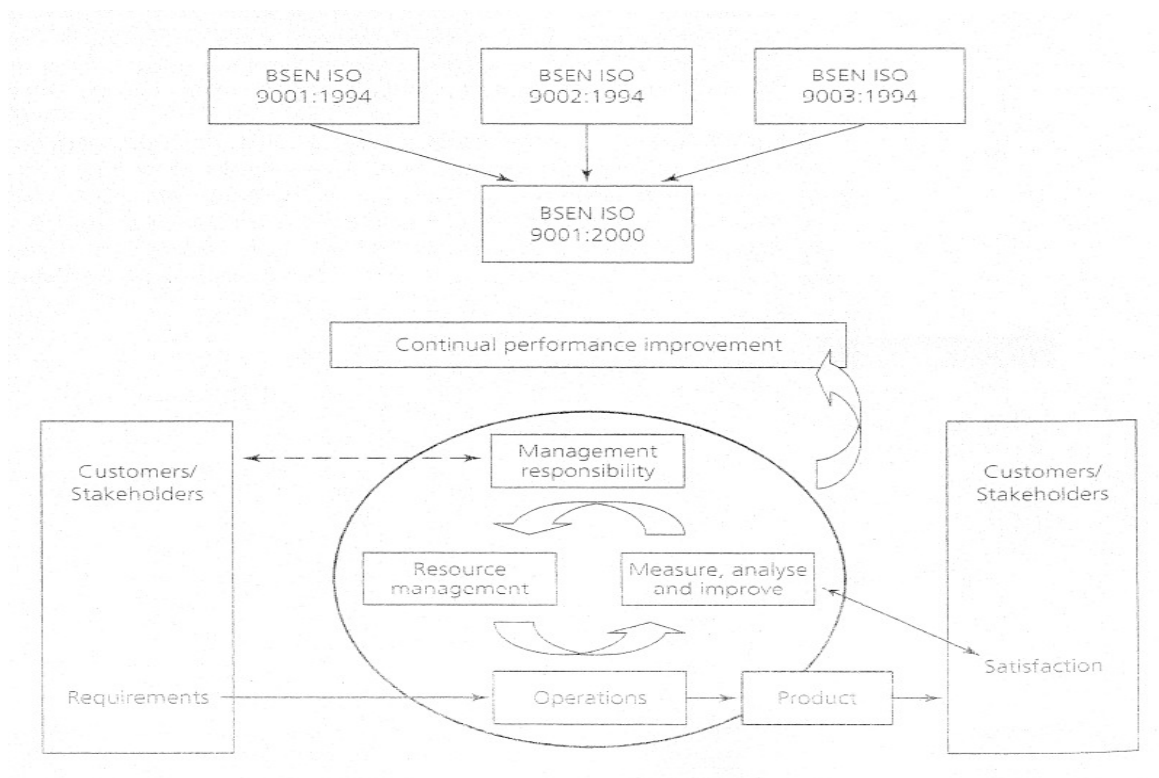 BSEN ISO
9001:1994
BSEN ISO
9002:1994
BSEN ISO
9003:1994
BSEN ISO
9001:2000
Continual performance improvement
Customers/
Stakeholders
Management
responsibility
Customers/
Stakeholders
Resource
management
Measure, analyse
and improve
Satisfaction
Requirements
Operations
Product